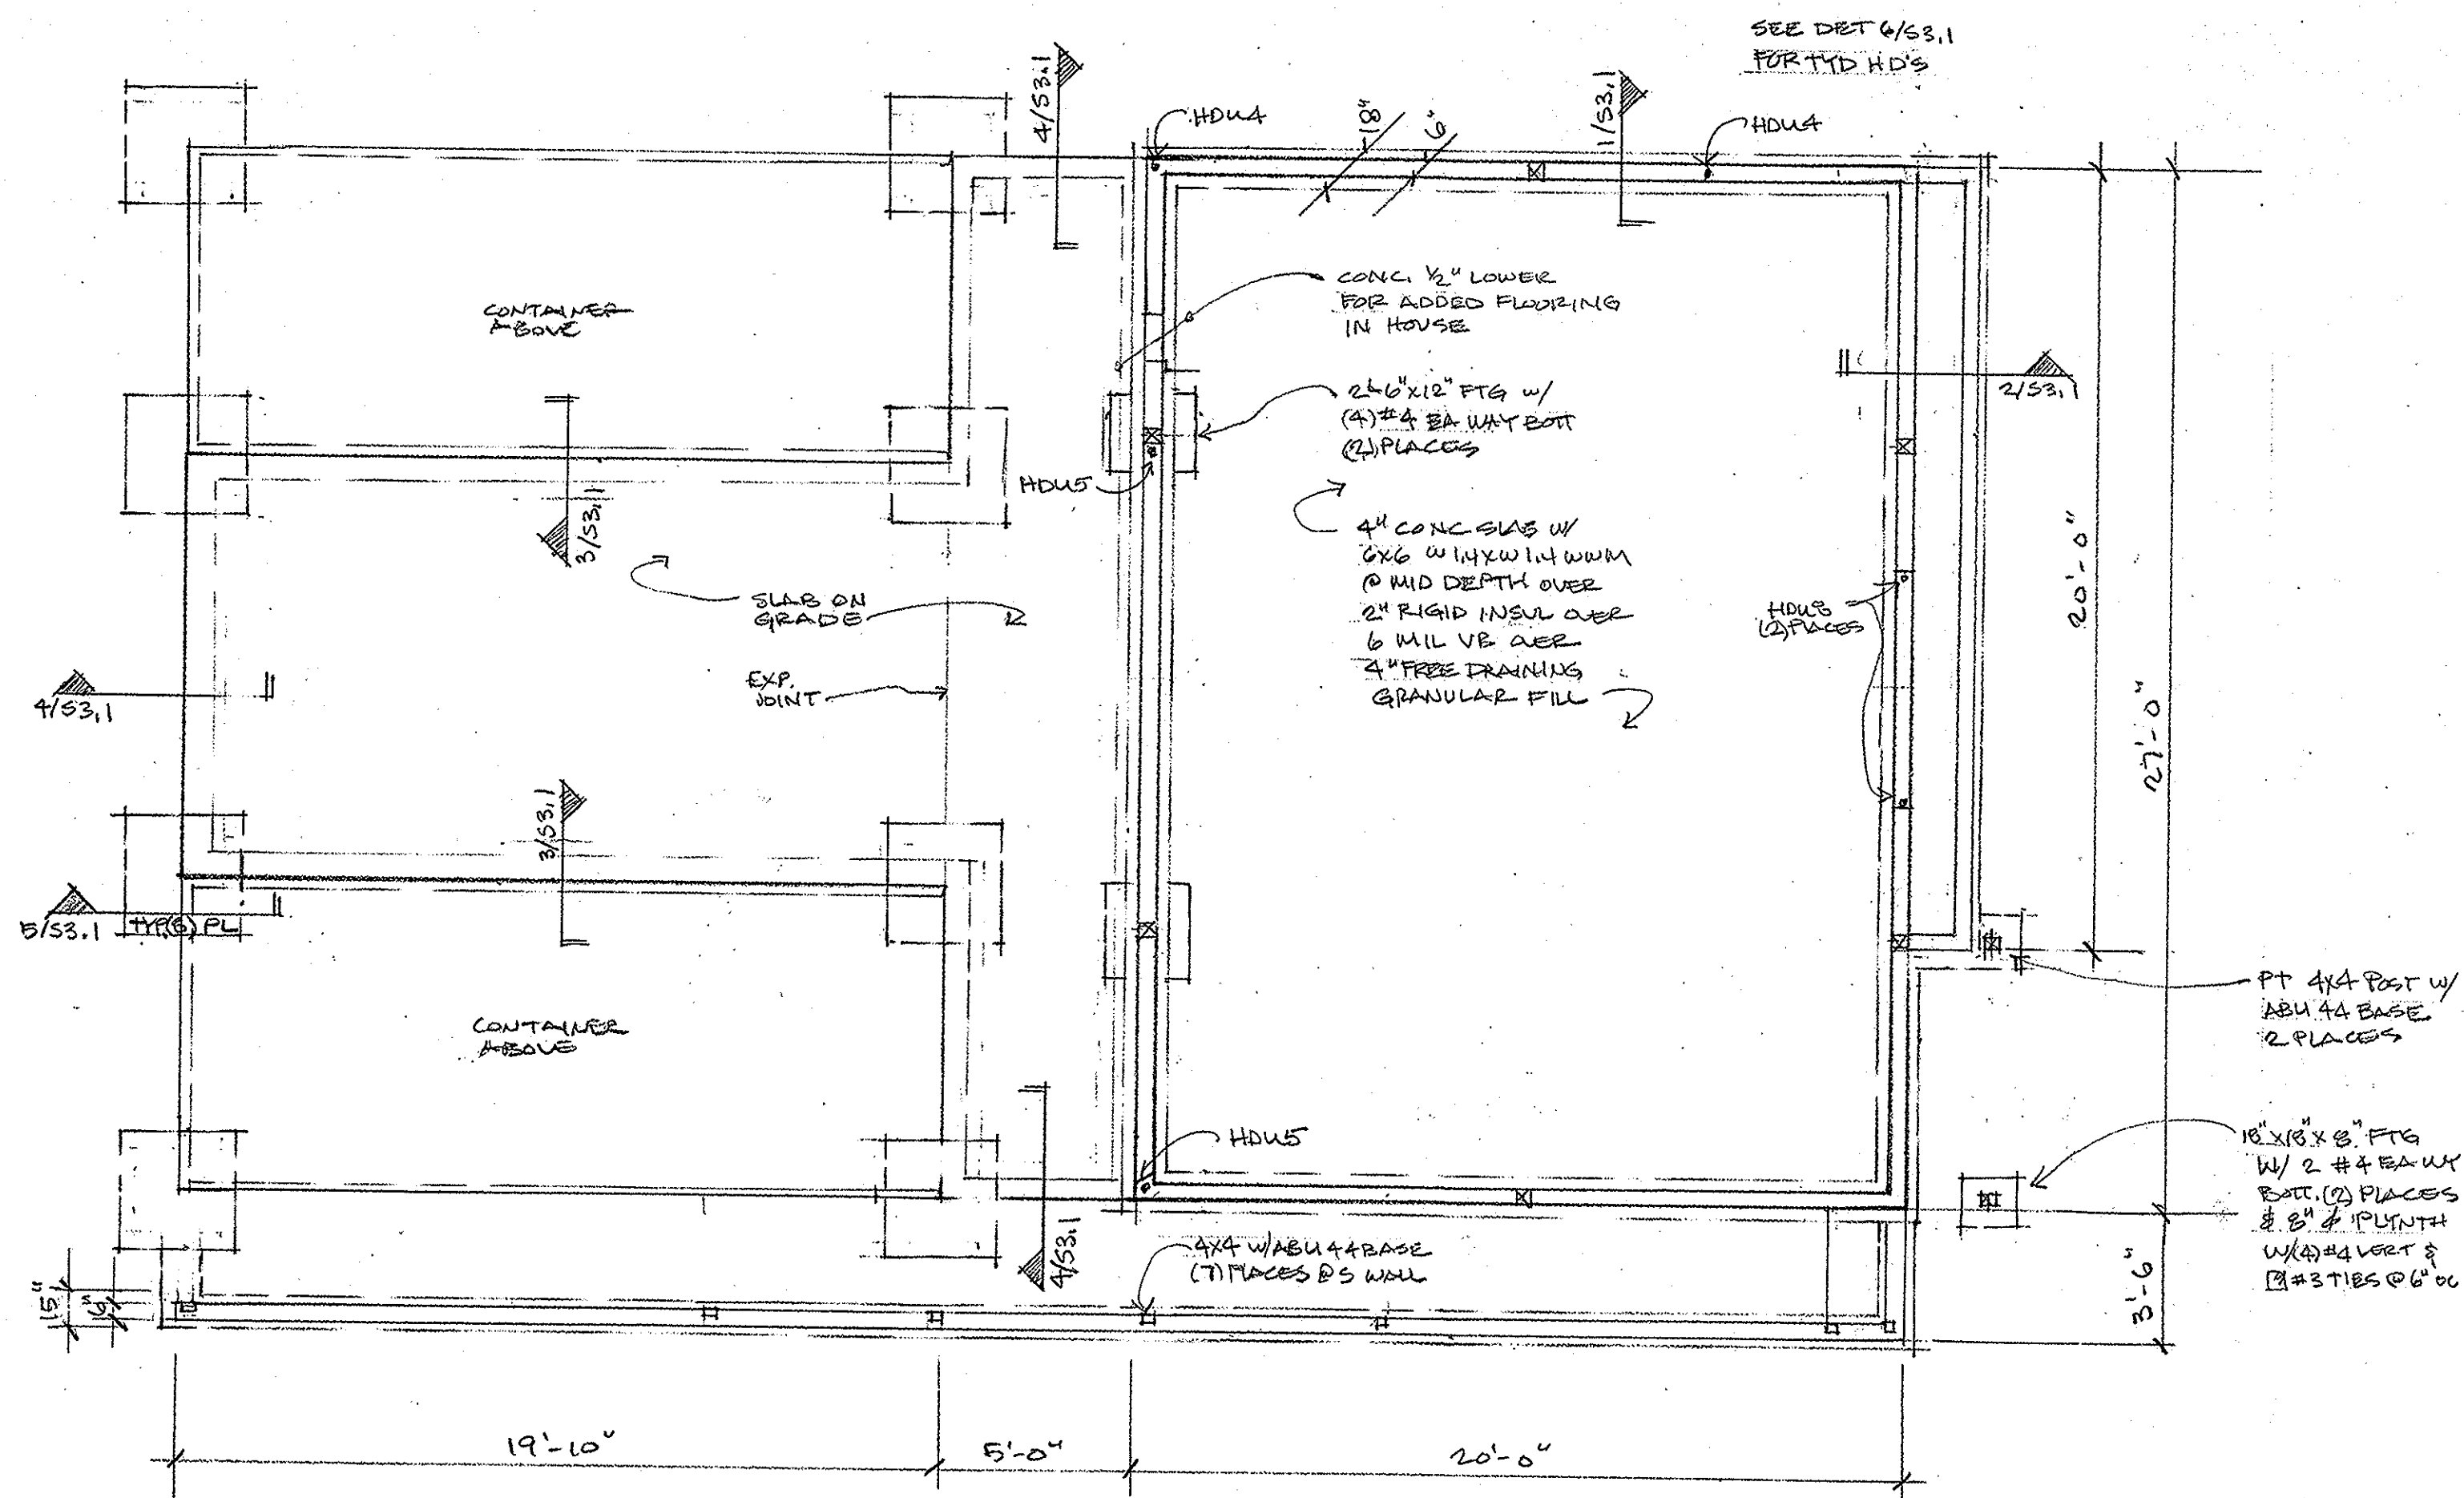 SEE DET 6/S3.1
FOR TYP HD'S
4/S3.1
HDU4
18"
6"
1/S3.1
HDU4
CONTAINER
ABOVE
CONC. 1/2" LOWER
FOR ADDED FLOORING
IN HOUSE
2'-6"X12" FTG W/
(4)#4 EA WAY BOTT
(2) PLACES
2/S3.1
HDU5
3/S3.1
4" CONC SLAB W/
6X6 W1.4XW1.4 WWM
@ MID DEPTH OVER
2" RIGID INSUL OVER
6 MIL VB OVER
4" FREE DRAINING
GRANULAR FILL
SLAB ON
GRADE
HDU8
(2) PLACES
20'-0"
27'-0"
4/S3.1
EXP.
JOINT
3/S3.1
5/S3.1
TYP(8) PL
CONTAINER
ABOVE
PT 4X4 POST W/
ABU 44 BASE
2 PLACES
HDU5
18"X18"X8" FTG
W/ 2 #4 EA WY
BOTT. (2) PLACES
& 8" ϕ PLYNTH
W/(4)#4 VERT &
#3 TIES @ 6" OC
4X4 W/ABU 44 BASE
(7) PLACES @ S WALL
4/S3.1
15"
6"
3'-6"
19'-10"
5'-0"
20'-0"